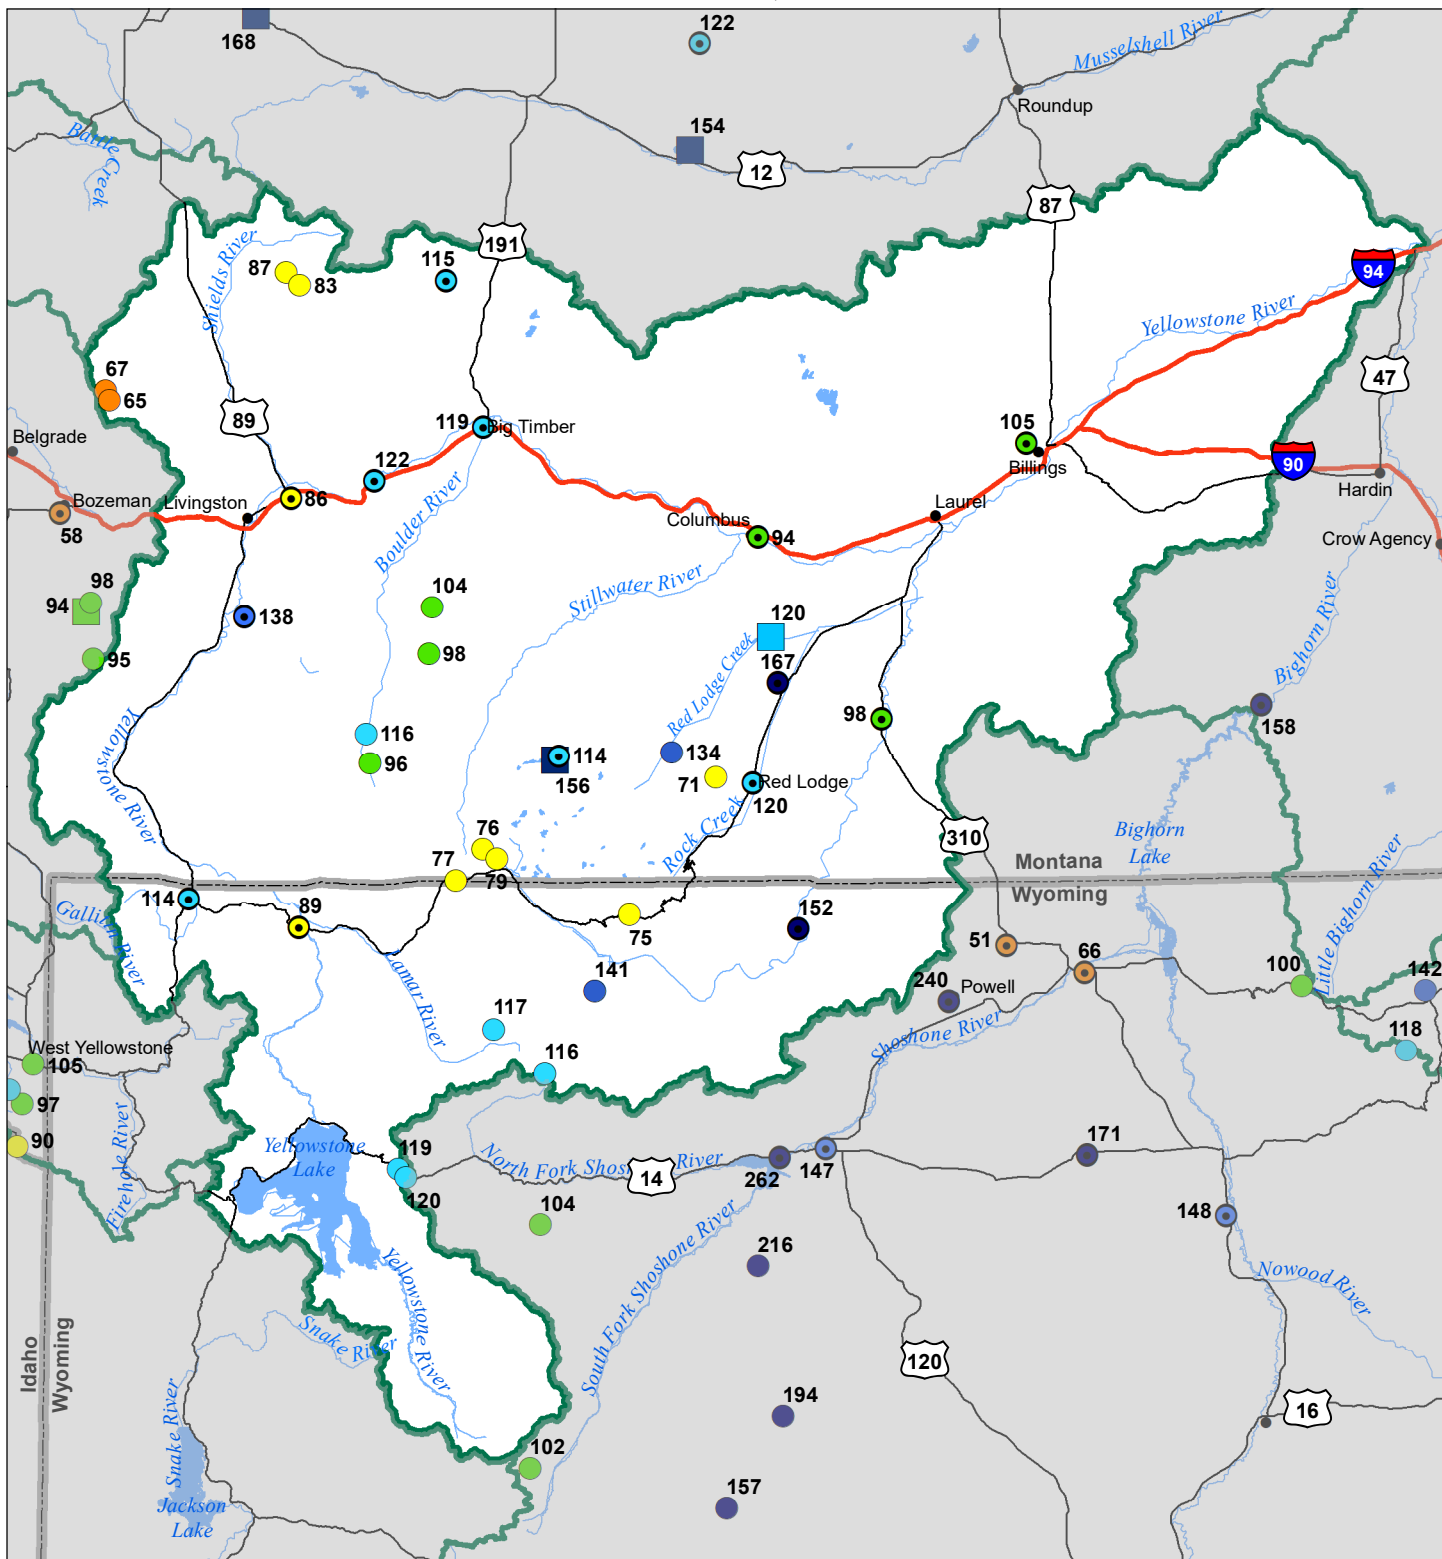 168
122
Musselshell River
Roundup
154
12
Battle
Creek
87
191
115
Shields River
87
83
94
Yellowstone River
67
65
47
89
119
Big Timber
105
Belgrade
122
Billings
90
Hardin
86
Bozeman
Livingston
58
Laurel
Columbus
94
Crow Agency
Boulder River
Stillwater River
98
94
104
138
120
Bighorn River
95
98
Red Lodge Creek
167
158
Yellowstone River
116
96
98
114
156
134
71
Red Lodge
120
76
Rock Creek
310
Bighorn
Lake
77
79
Montana
Wyoming
Little Bighorn River
114
Gallitin River
89
75
152
51
66
Lamar River
141
240
Powell
100
142
117
Shoshone River
118
West Yellowstone
105
116
97
Firehole River
90
Yellowstone
Lake
119
120
North Fork Shoshone River
14
262
147
171
104
148
216
South Fork Shoshone River
Yellowstone River
Nowood River
Snake River
Idaho
Wyoming
120
194
16
Snake River
102
157
Jackson
Lake